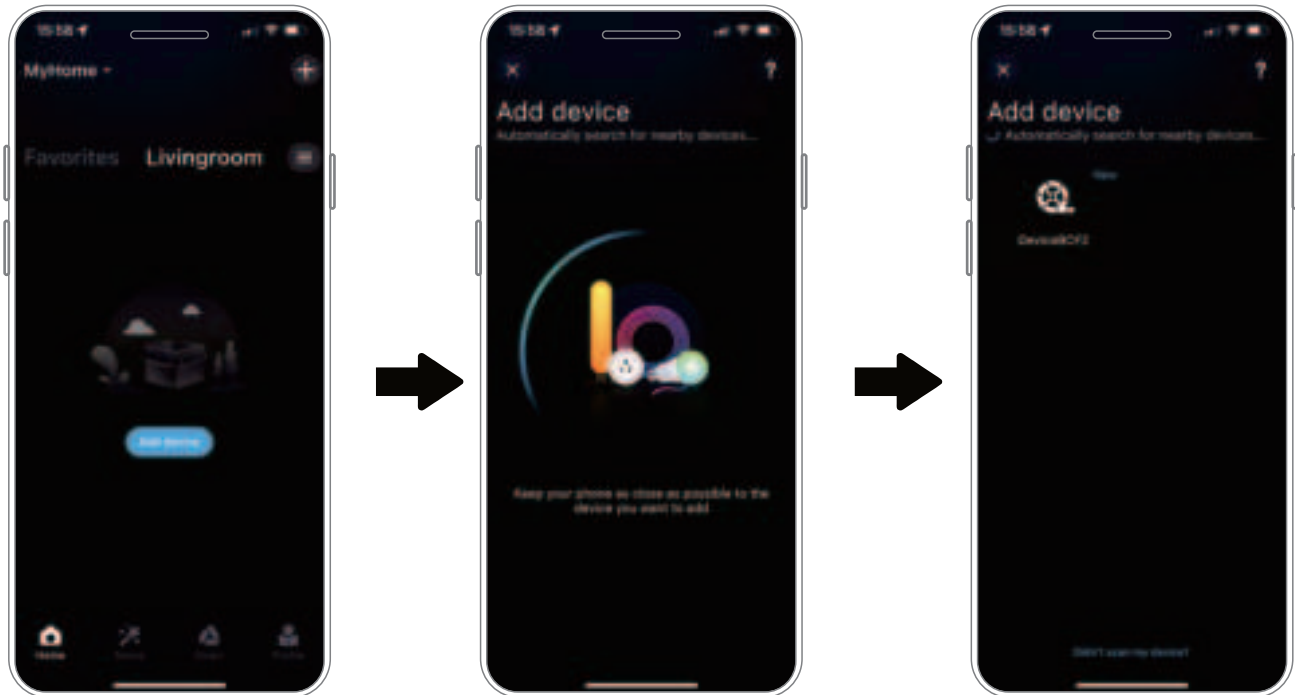 15:58
MyHome
Favorites Livingroom
Add device
Home
15:58
?
Add device
Automatically search for nearby devices...
Keep your phone as close as possible to the
device you want to add
15:58
?
Add device
Automatically search for nearby devices...
New
Didn't scan my device?